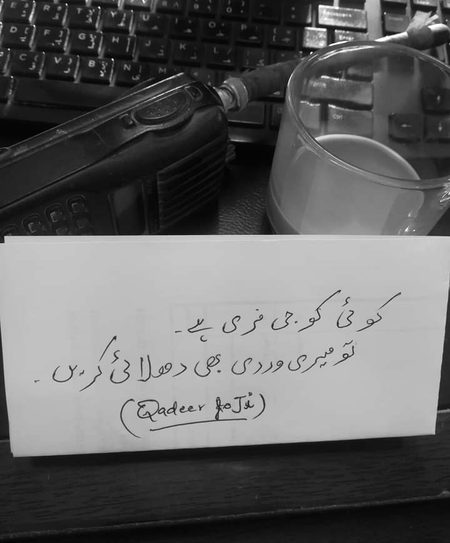 کوئی کوجی فری ہے۔
تو میری وردی بھی دھلائی کریں۔
(Qadeer foJi)